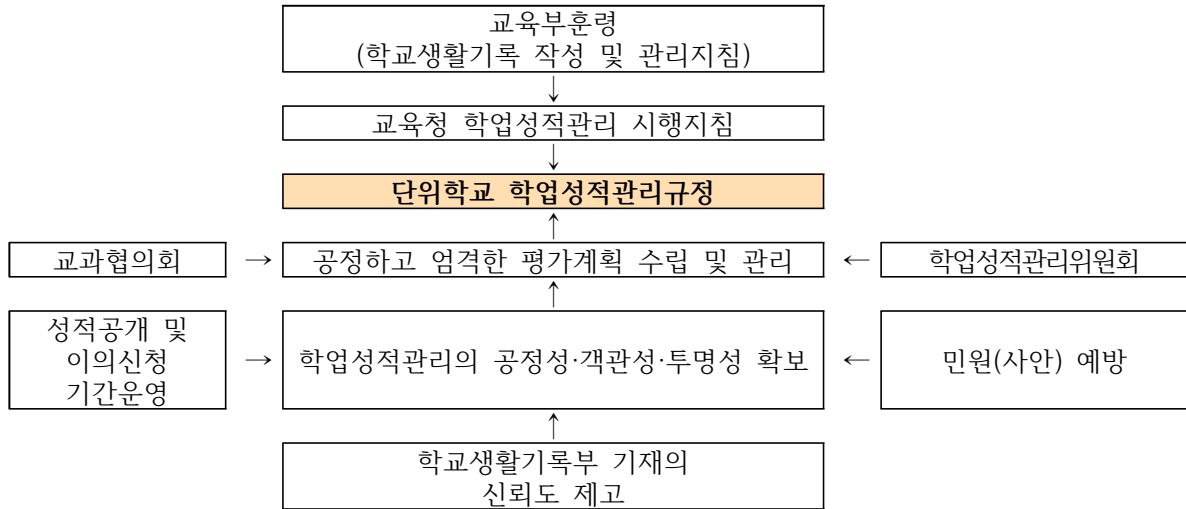 교육부훈령
(학교생활기록 작성 및 관리지침)
↓
교육청 학업성적관리 시행지침
↓
단위학교 학업성적관리규정
↑
교과협의회 → 공정하고 엄격한 평가계획 수립 및 관리 ← 학업성적관리위원회
↑
성적공개 및
이의신청
기간운영
→ 학업성적관리의 공정성·객관성·투명성 확보 ← 민원(사안) 예방
↑
학교생활기록부 기재의
신뢰도 제고